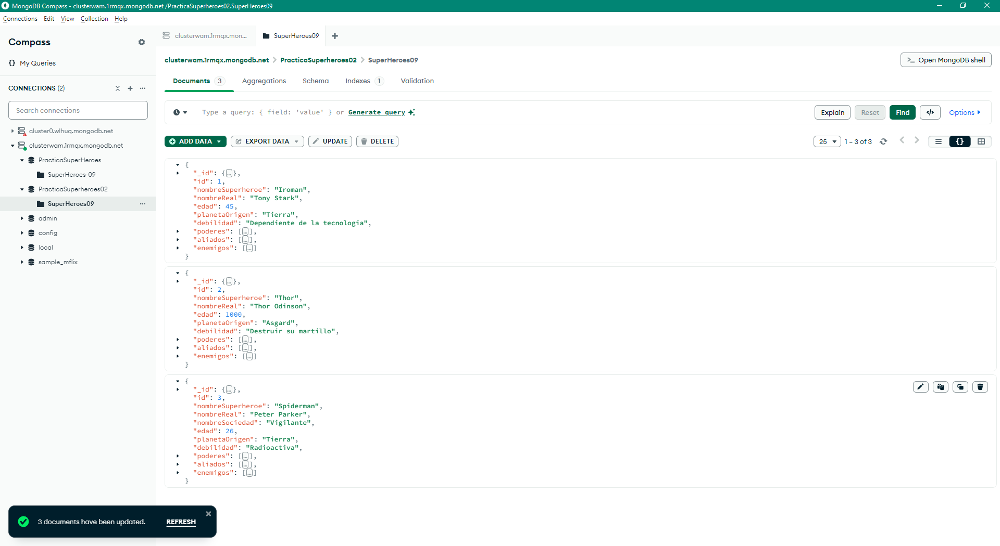 MongoDB Compass - clusterwam.1rmqx.mongodb.net /PracticaSuperheroes02.SuperHeroes09
Connections Edit View Collection Help
Compass
My Queries
CONNECTIONS (2)
Search connections
cluster0.wlhuq.mongodb.net
clusterwam.1rmqx.mongodb.net
PracticaSuperHeroes
SuperHeroes-09
PracticaSuperheroes02
SuperHeroes09
admin
config
local
sample_mflix
clusterwam.1rmqx.mon...
SuperHeroes09
clusterwam.1rmqx.mongodb.net > PracticaSuperheroes02 > SuperHeroes09
>_ Open MongoDB shell
Documents 3 Aggregations Schema Indexes 1 Validation
Type a query: { field: 'value' } or Generate query
Explain Reset Find </> Options
ADD DATA EXPORT DATA UPDATE DELETE
25 1 – 3 of 3 {}
{
"_id": {…},
"id": 1,
"nombreSuperheroe": "Iroman",
"nombreReal": "Tony Stark",
"edad": 45,
"planetaOrigen": "Tierra",
"debilidad": "Dependiente de la tecnologia",
"poderes": […],
"aliados": […],
"enemigos": […]
}
{
"_id": {…},
"id": 2,
"nombreSuperheroe": "Thor",
"nombreReal": "Thor Odinson",
"edad": 1000,
"planetaOrigen": "Asgard",
"debilidad": "Destruir su martillo",
"poderes": […],
"aliados": […],
"enemigos": […]
}
{
"_id": {…},
"id": 3,
"nombreSuperheroe": "Spiderman",
"nombreReal": "Peter Parker",
"nombreSociedad": "Vigilante",
"edad": 26,
"planetaOrigen": "Tierra",
"debilidad": "Radioactiva",
"poderes": […],
"aliados": […],
"enemigos": […]
}
3 documents have been updated. REFRESH